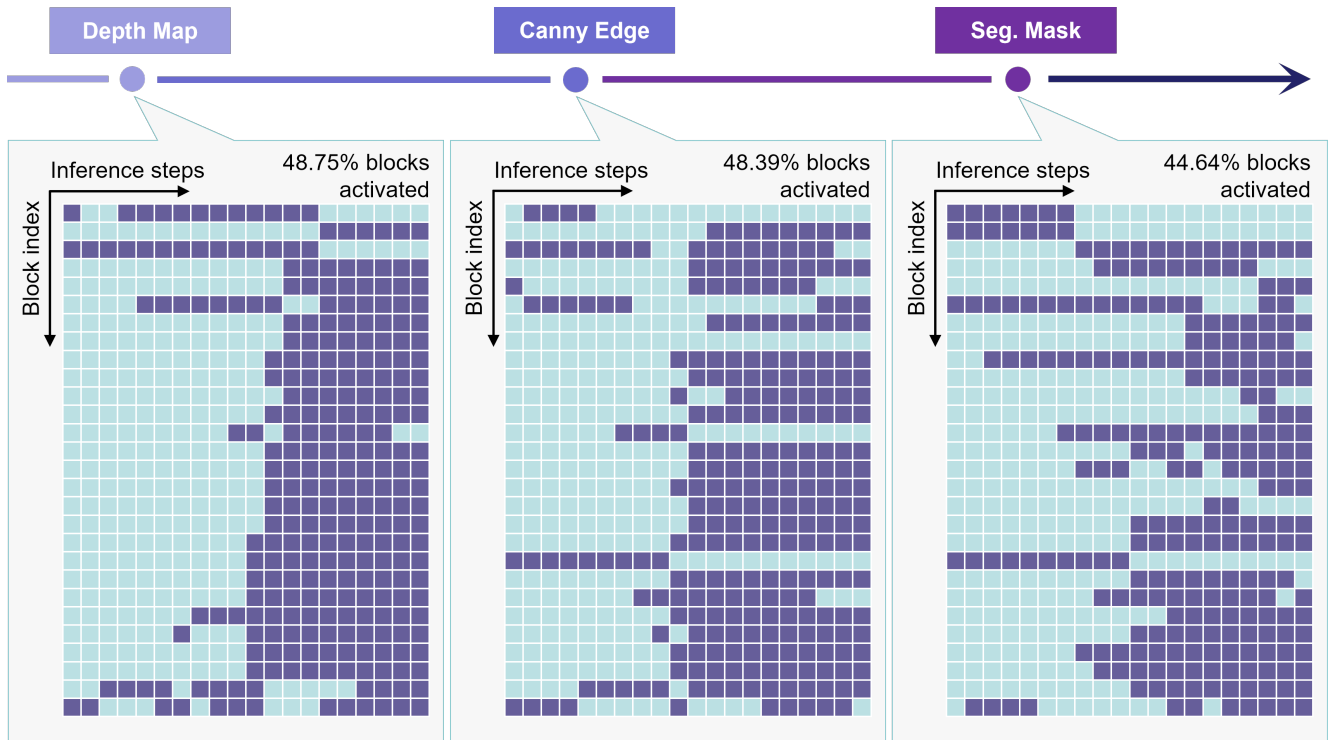 Depth Map
Canny Edge
Seg. Mask
Inference steps
48.75% blocks
activated
Block index
Inference steps
48.39% blocks
activated
Block index
Inference steps
44.64% blocks
activated
Block index